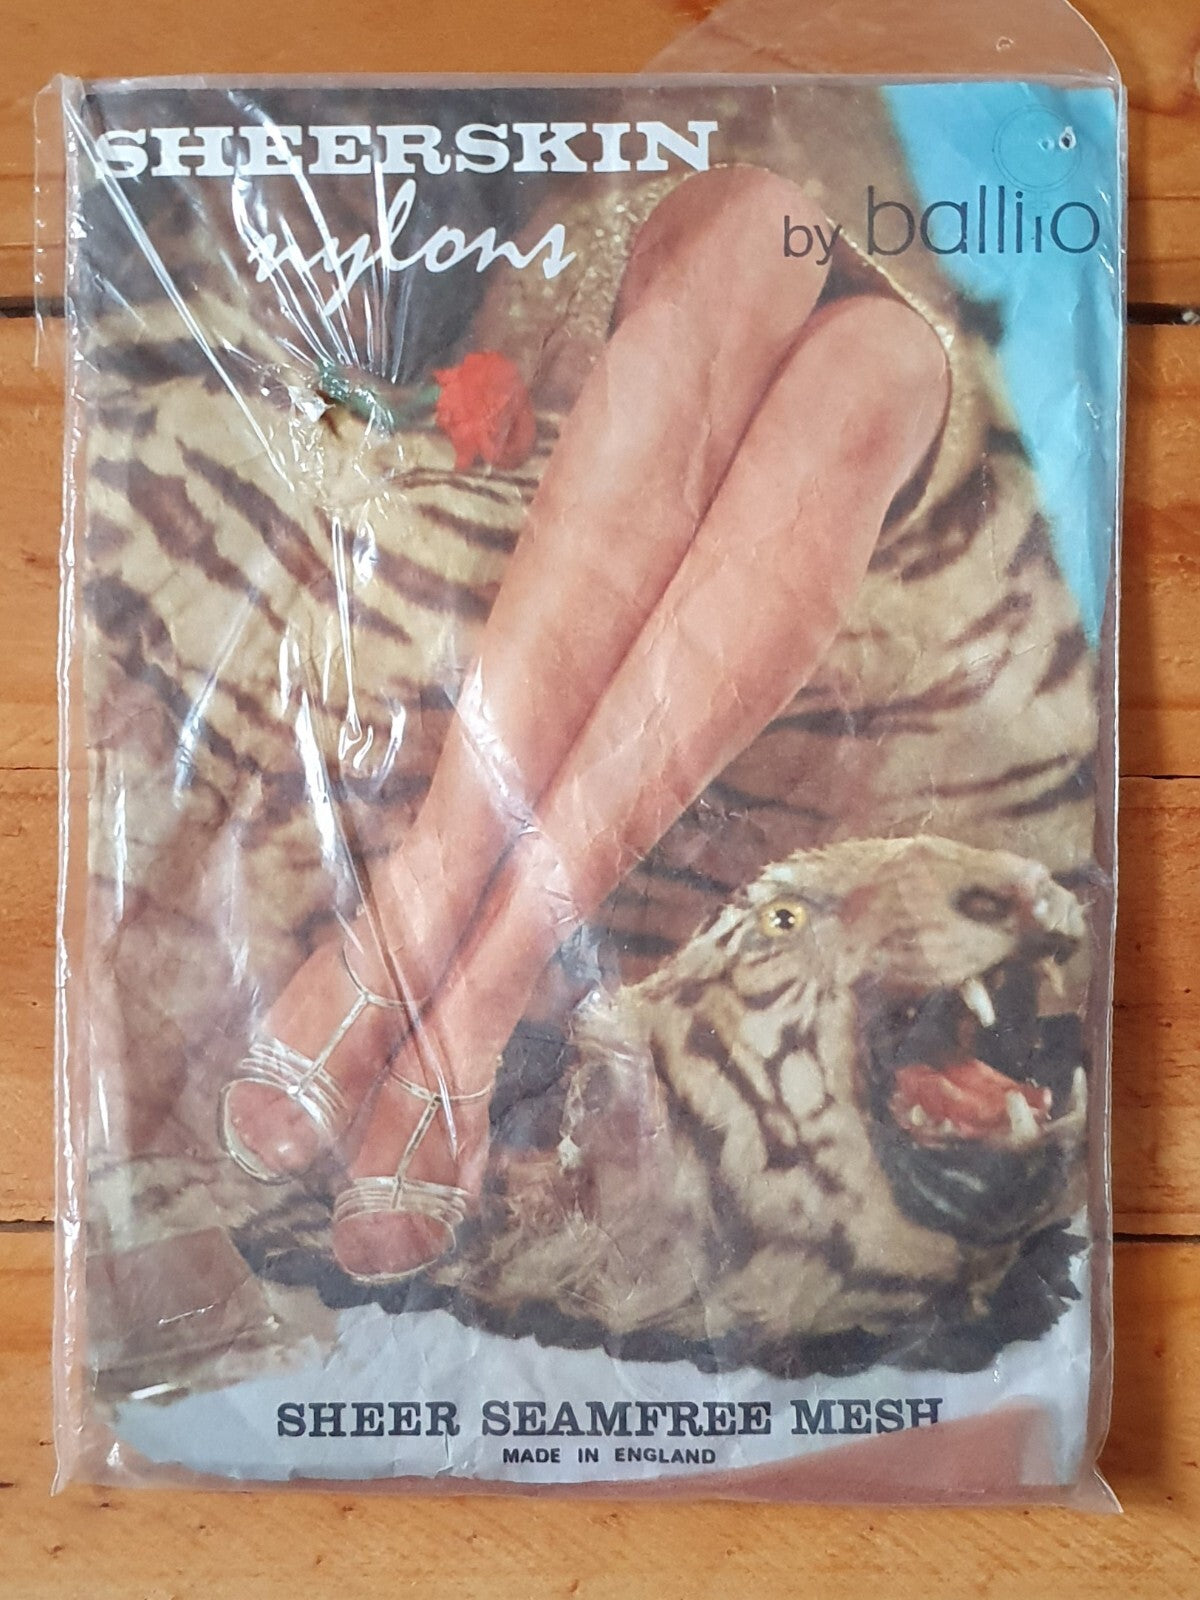 SHEERSKIN
nylons
by ballito
SHEER SEAMFREE MESH
MADE IN ENGLAND